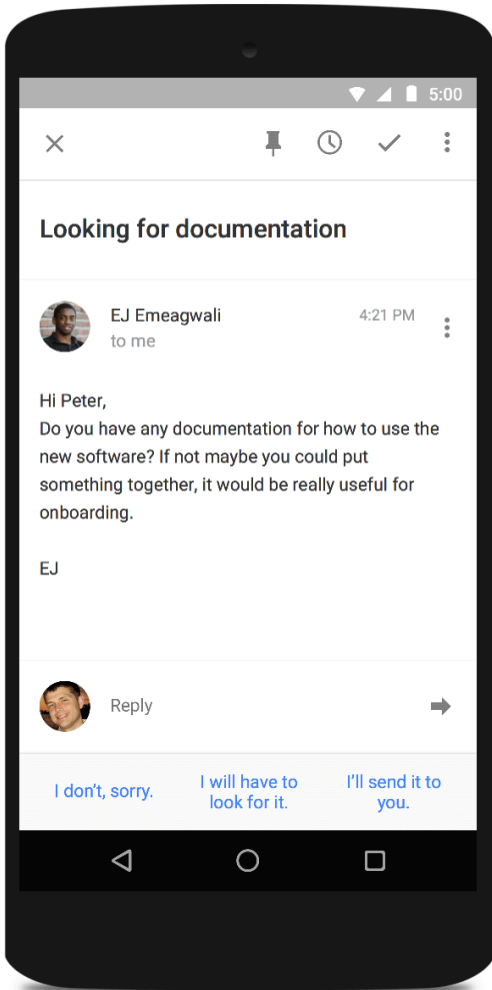 5:00
Looking for documentation
EJ Emeagwali
4:21 PM
to me
Hi Peter,
Do you have any documentation for how to use the
new software? If not maybe you could put
something together, it would be really useful for
onboarding.
EJ
Reply
I don't, sorry.
I will have to
look for it.
I'll send it to
you.